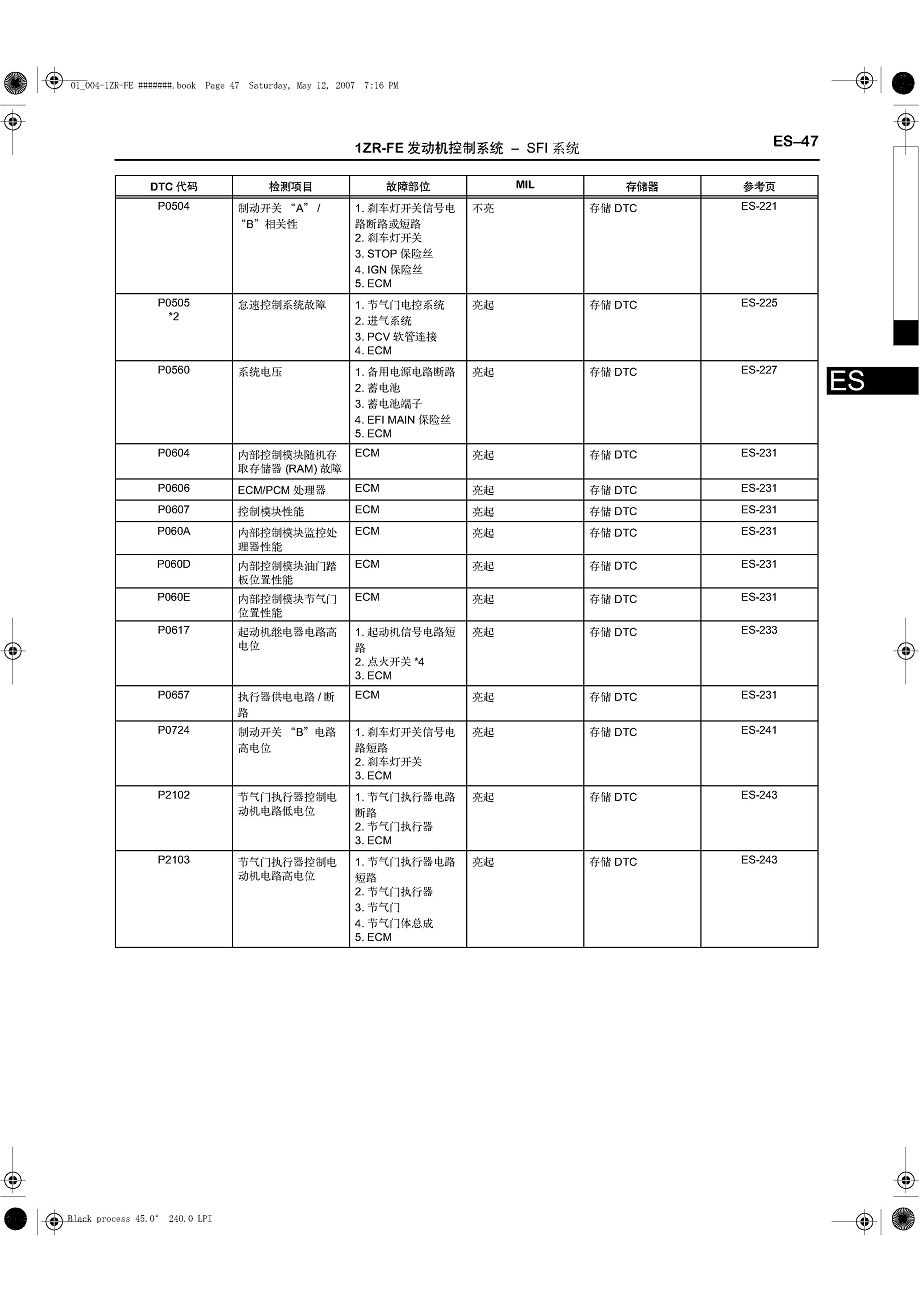 01_004-1ZR-FE #######.book Page 47 Saturday, May 12, 2007 7:16 PM
1ZR-FE 发动机控制系统 – SFI 系统
ES–47
DTC 代码 检测项目 故障部位 MIL 存储器 参考页
P0504 制动开关 “A” / “B”相关性 1. 刹车灯开关信号电路断路或短路 不亮 存储 DTC ES-221
2. 刹车灯开关
3. STOP 保险丝
4. IGN 保险丝
5. ECM
P0505 *2 怠速控制系统故障 1. 节气门电控系统 亮起 存储 DTC ES-225
2. 进气系统
3. PCV 软管连接
4. ECM
P0560 系统电压 1. 备用电源电路断路 亮起 存储 DTC ES-227
2. 蓄电池
3. 蓄电池端子
4. EFI MAIN 保险丝
5. ECM
P0604 内部控制模块随机存取存储器 (RAM) 故障 ECM 亮起 存储 DTC ES-231
P0606 ECM/PCM 处理器 ECM 亮起 存储 DTC ES-231
P0607 控制模块性能 ECM 亮起 存储 DTC ES-231
P060A 内部控制模块监控处理器性能 ECM 亮起 存储 DTC ES-231
P060D 内部控制模块油门踏板位置性能 ECM 亮起 存储 DTC ES-231
P060E 内部控制模块节气门位置性能 ECM 亮起 存储 DTC ES-231
P0617 起动机继电器电路高电位 1. 起动机信号电路短路 亮起 存储 DTC ES-233
2. 点火开关 *4
3. ECM
P0657 执行器供电电路 / 断路 ECM 亮起 存储 DTC ES-231
P0724 制动开关 “B”电路高电位 1. 刹车灯开关信号电路短路 亮起 存储 DTC ES-241
2. 刹车灯开关
3. ECM
P2102 节气门执行器控制电动机电路低电位 1. 节气门执行器电路断路 亮起 存储 DTC ES-243
2. 节气门执行器
3. ECM
P2103 节气门执行器控制电动机电路高电位 1. 节气门执行器电路短路 亮起 存储 DTC ES-243
2. 节气门执行器
3. 节气门
4. 节气门体总成
5. ECM
ES
Black process 45.0° 240.0 LPI